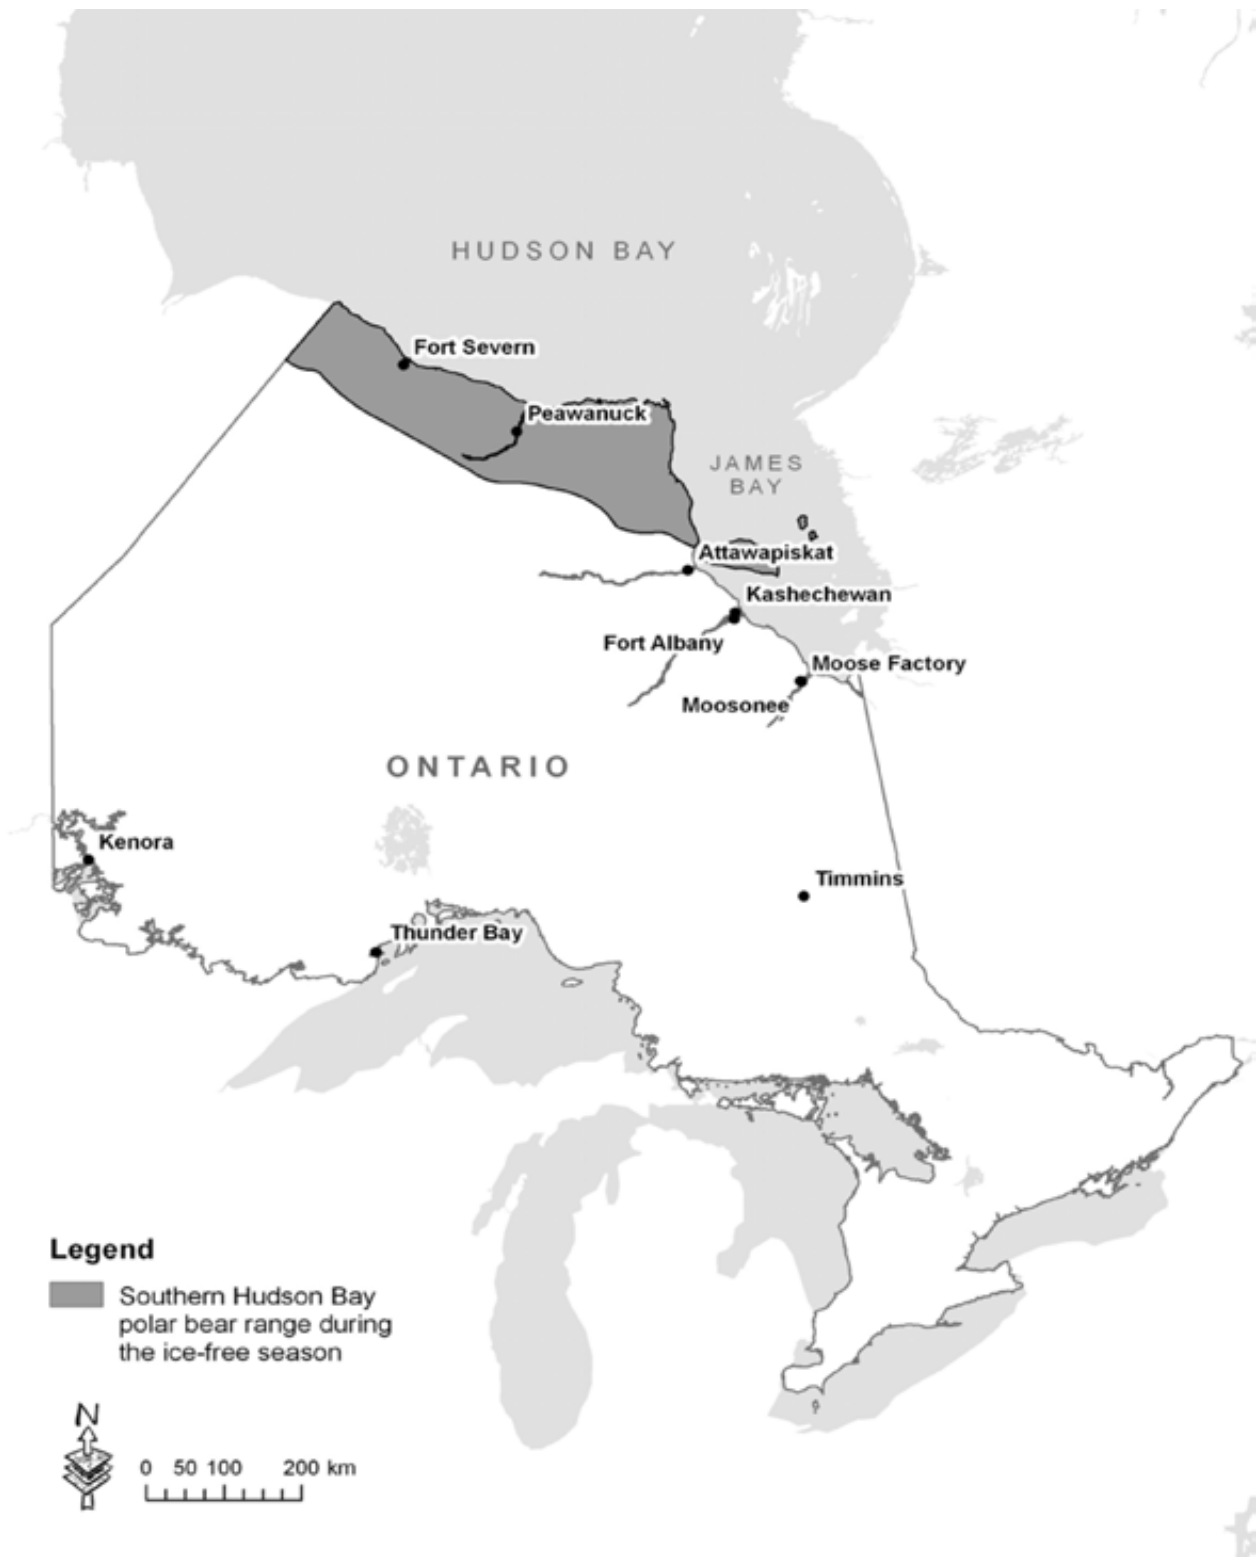 HUDSON BAY
Fort Severn
Peawanuck
JAMES
BAY
Attawapiskat
Kashechewan
Fort Albany
Moose Factory
Moosonee
ONTARIO
Kenora
Timmins
Thunder Bay
Legend
Southern Hudson Bay
polar bear range during
the ice-free season
N
0 50 100 200 km